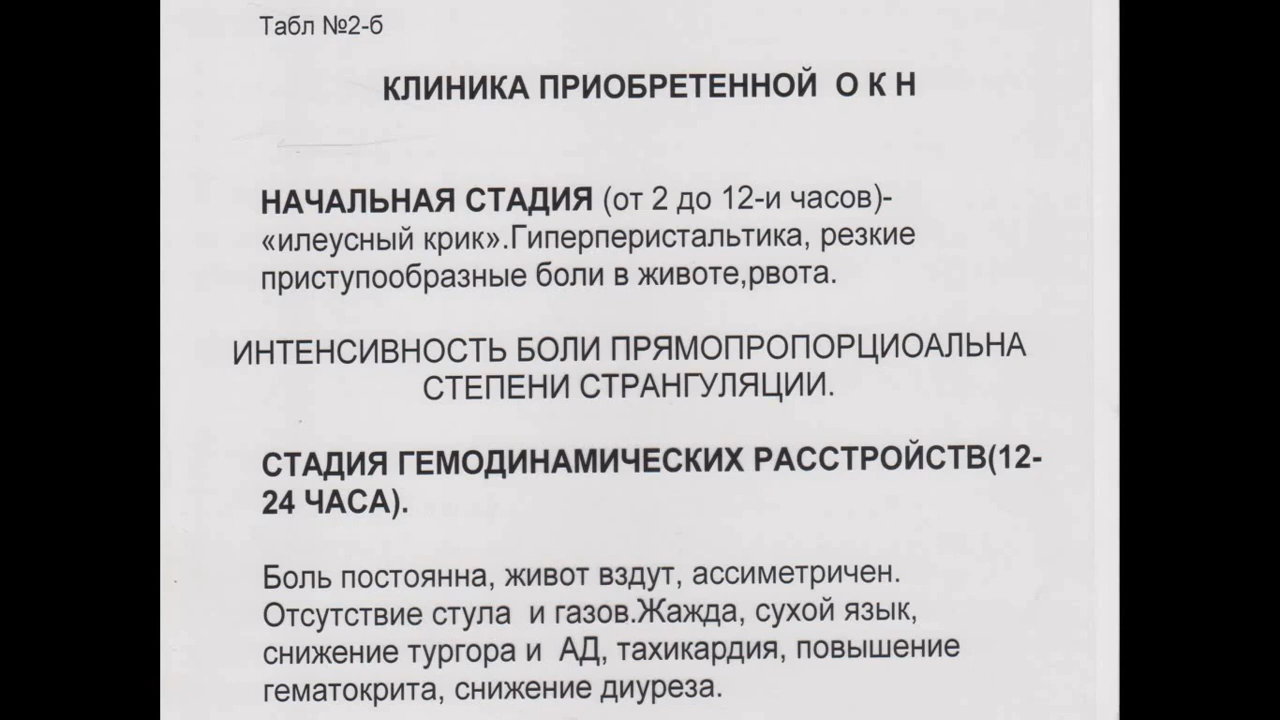 Табл №2-б
КЛИНИКА ПРИОБРЕТЕННОЙ О К Н
НАЧАЛЬНАЯ СТАДИЯ (от 2 до 12-и часов)-
«илеусный крик».Гиперперистальтика, резкие
приступообразные боли в животе,рвота.
ИНТЕНСИВНОСТЬ БОЛИ ПРЯМОПРОПОРЦИОАЛЬНА
СТЕПЕНИ СТРАНГУЛЯЦИИ.
СТАДИЯ ГЕМОДИНАМИЧЕСКИХ РАССТРОЙСТВ(12-
24 ЧАСА).
Боль постоянна, живот вздут, ассиметричен.
Отсутствие стула и газов.Жажда, сухой язык,
снижение тургора и АД, тахикардия, повышение
гематокрита, снижение диуреза.